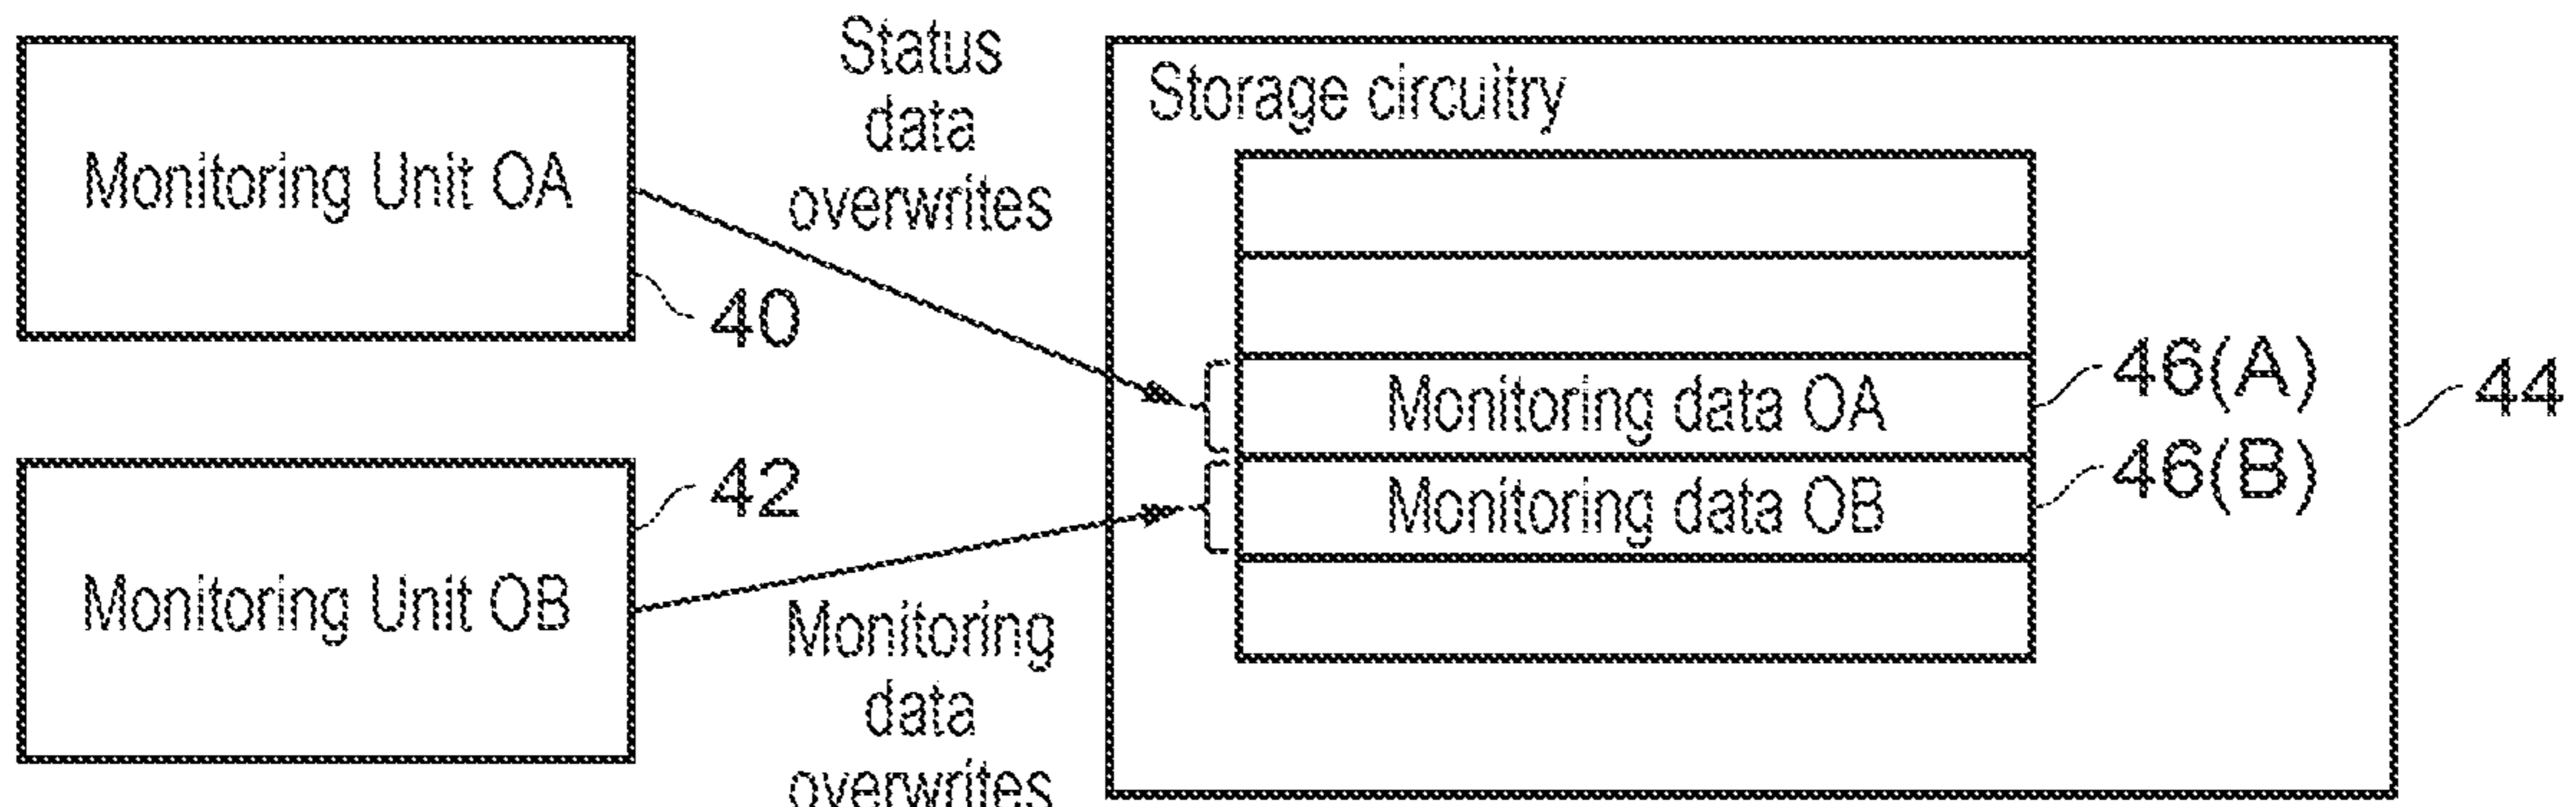 Monitoring Unit OA
40
Status
data
overwrites
Storage circuitry
Monitoring data OA
46(A)
Monitoring data OB
46(B)
44
Monitoring Unit OB
42
Monitoring
data
overwrites